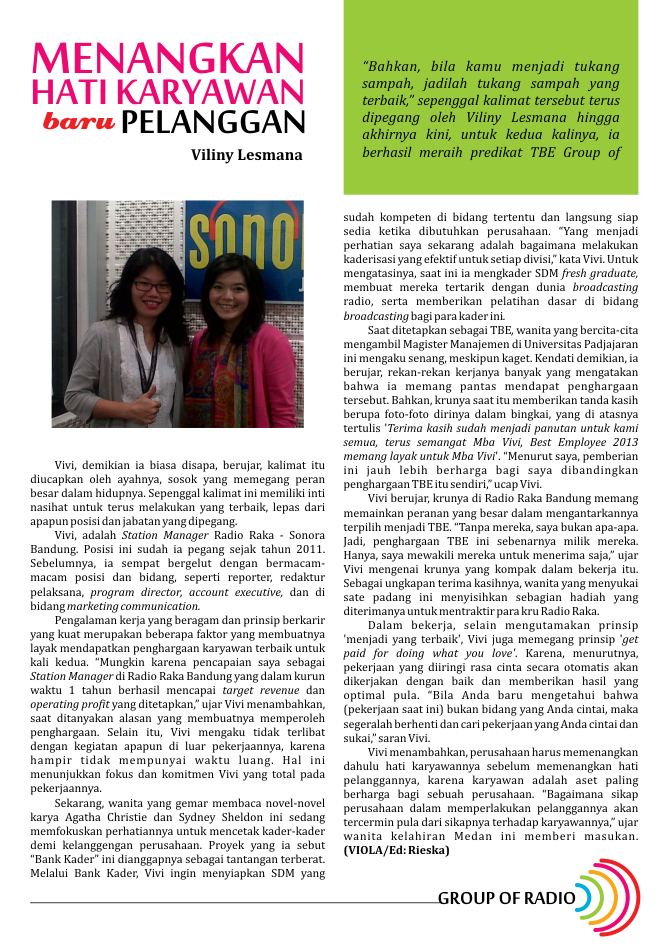 MENANGKAN
HATI KARYAWAN
baru PELANGGAN
Viliny Lesmana
“Bahkan, bila kamu menjadi tukang
sampah, jadilah tukang sampah yang
terbaik,” sepenggal kalimat tersebut terus
dipegang oleh Viliny Lesmana hingga
akhirnya kini, untuk kedua kalinya, ia
berhasil meraih predikat TBE Group of
sono
Vivi, demikian ia biasa disapa, berujar, kalimat itu
diucapkan oleh ayahnya, sosok yang memegang peran
besar dalam hidupnya. Sepenggal kalimat ini memiliki inti
nasihat untuk terus melakukan yang terbaik, lepas dari
apapun posisi dan jabatan yang dipegang.
Vivi, adalah Station Manager Radio Raka - Sonora
Bandung. Posisi ini sudah ia pegang sejak tahun 2011.
Sebelumnya, ia sempat bergelut dengan bermacam-
macam posisi dan bidang, seperti reporter, redaktur
pelaksana, program director, account executive, dan di
bidang marketing communication.
Pengalaman kerja yang beragam dan prinsip berkarir
yang kuat merupakan beberapa faktor yang membuatnya
layak mendapatkan penghargaan karyawan terbaik untuk
kali kedua. “Mungkin karena pencapaian saya sebagai
Station Manager di Radio Raka Bandung yang dalam kurun
waktu 1 tahun berhasil mencapai target revenue dan
operating profit yang ditetapkan,” ujar Vivi menambahkan,
saat ditanyakan alasan yang membuatnya memperoleh
penghargaan. Selain itu, Vivi mengaku tidak terlibat
dengan kegiatan apapun di luar pekerjaannya, karena
hampir tidak mempunyai waktu luang. Hal ini
menunjukkan fokus dan komitmen Vivi yang total pada
pekerjaannya.
Sekarang, wanita yang gemar membaca novel-novel
karya Agatha Christie dan Sydney Sheldon ini sedang
memfokuskan perhatiannya untuk mencetak kader-kader
demi kelanggengan perusahaan. Proyek yang ia sebut
“Bank Kader” ini dianggapnya sebagai tantangan terberat.
Melalui Bank Kader, Vivi ingin menyiapkan SDM yang
sudah kompeten di bidang tertentu dan langsung siap
sedia ketika dibutuhkan perusahaan. “Yang menjadi
perhatian saya sekarang adalah bagaimana melakukan
kaderisasi yang efektif untuk setiap divisi,” kata Vivi. Untuk
mengatasinya, saat ini ia mengkader SDM fresh graduate,
membuat mereka tertarik dengan dunia broadcasting
radio, serta memberikan pelatihan dasar di bidang
broadcasting bagi para kader ini.
Saat ditetapkan sebagai TBE, wanita yang bercita-cita
mengambil Magister Manajemen di Universitas Padjajaran
ini mengaku senang, meskipun kaget. Kendati demikian, ia
berujar, rekan-rekan kerjanya banyak yang mengatakan
bahwa ia memang pantas mendapat penghargaan
tersebut. Bahkan, krunya saat itu memberikan tanda kasih
berupa foto-foto dirinya dalam bingkai, yang di atasnya
tertulis 'Terima kasih sudah menjadi panutan untuk kami
semua, terus semangat Mba Vivi, Best Employee 2013
memang layak untuk Mba Vivi'. “Menurut saya, pemberian
ini jauh lebih berharga bagi saya dibandingkan
penghargaan TBE itu sendiri,” ucap Vivi.
Vivi berujar, krunya di Radio Raka Bandung memang
memainkan peranan yang besar dalam mengantarkannya
terpilih menjadi TBE. “Tanpa mereka, saya bukan apa-apa.
Jadi, penghargaan TBE ini sebenarnya milik mereka.
Hanya, saya mewakili mereka untuk menerima saja,” ujar
Vivi mengenai krunya yang kompak dalam bekerja itu.
Sebagai ungkapan terima kasihnya, wanita yang menyukai
sate padang ini menyisihkan sebagian hadiah yang
diterimanya untuk mentraktir para kru Radio Raka.
Dalam bekerja, selain mengutamakan prinsip
'menjadi yang terbaik', Vivi juga memegang prinsip 'get
paid for doing what you love'. Karena, menurutnya,
pekerjaan yang diiringi rasa cinta secara otomatis akan
dikerjakan dengan baik dan memberikan hasil yang
optimal pula. “Bila Anda baru mengetahui bahwa
(pekerjaan saat ini) bukan bidang yang Anda cintai, maka
segeralah berhenti dan cari pekerjaan yang Anda cintai dan
sukai,” saran Vivi.
Vivi menambahkan, perusahaan harus memenangkan
dahulu hati karyawannya sebelum memenangkan hati
pelanggannya, karena karyawan adalah aset paling
berharga bagi sebuah perusahaan. “Bagaimana sikap
perusahaan dalam memperlakukan pelanggannya akan
tercermin pula dari sikapnya terhadap karyawannya,” ujar
wanita kelahiran Medan ini memberi masukan.
(VIOLA/Ed: Rieska)
GROUP OF RADIO